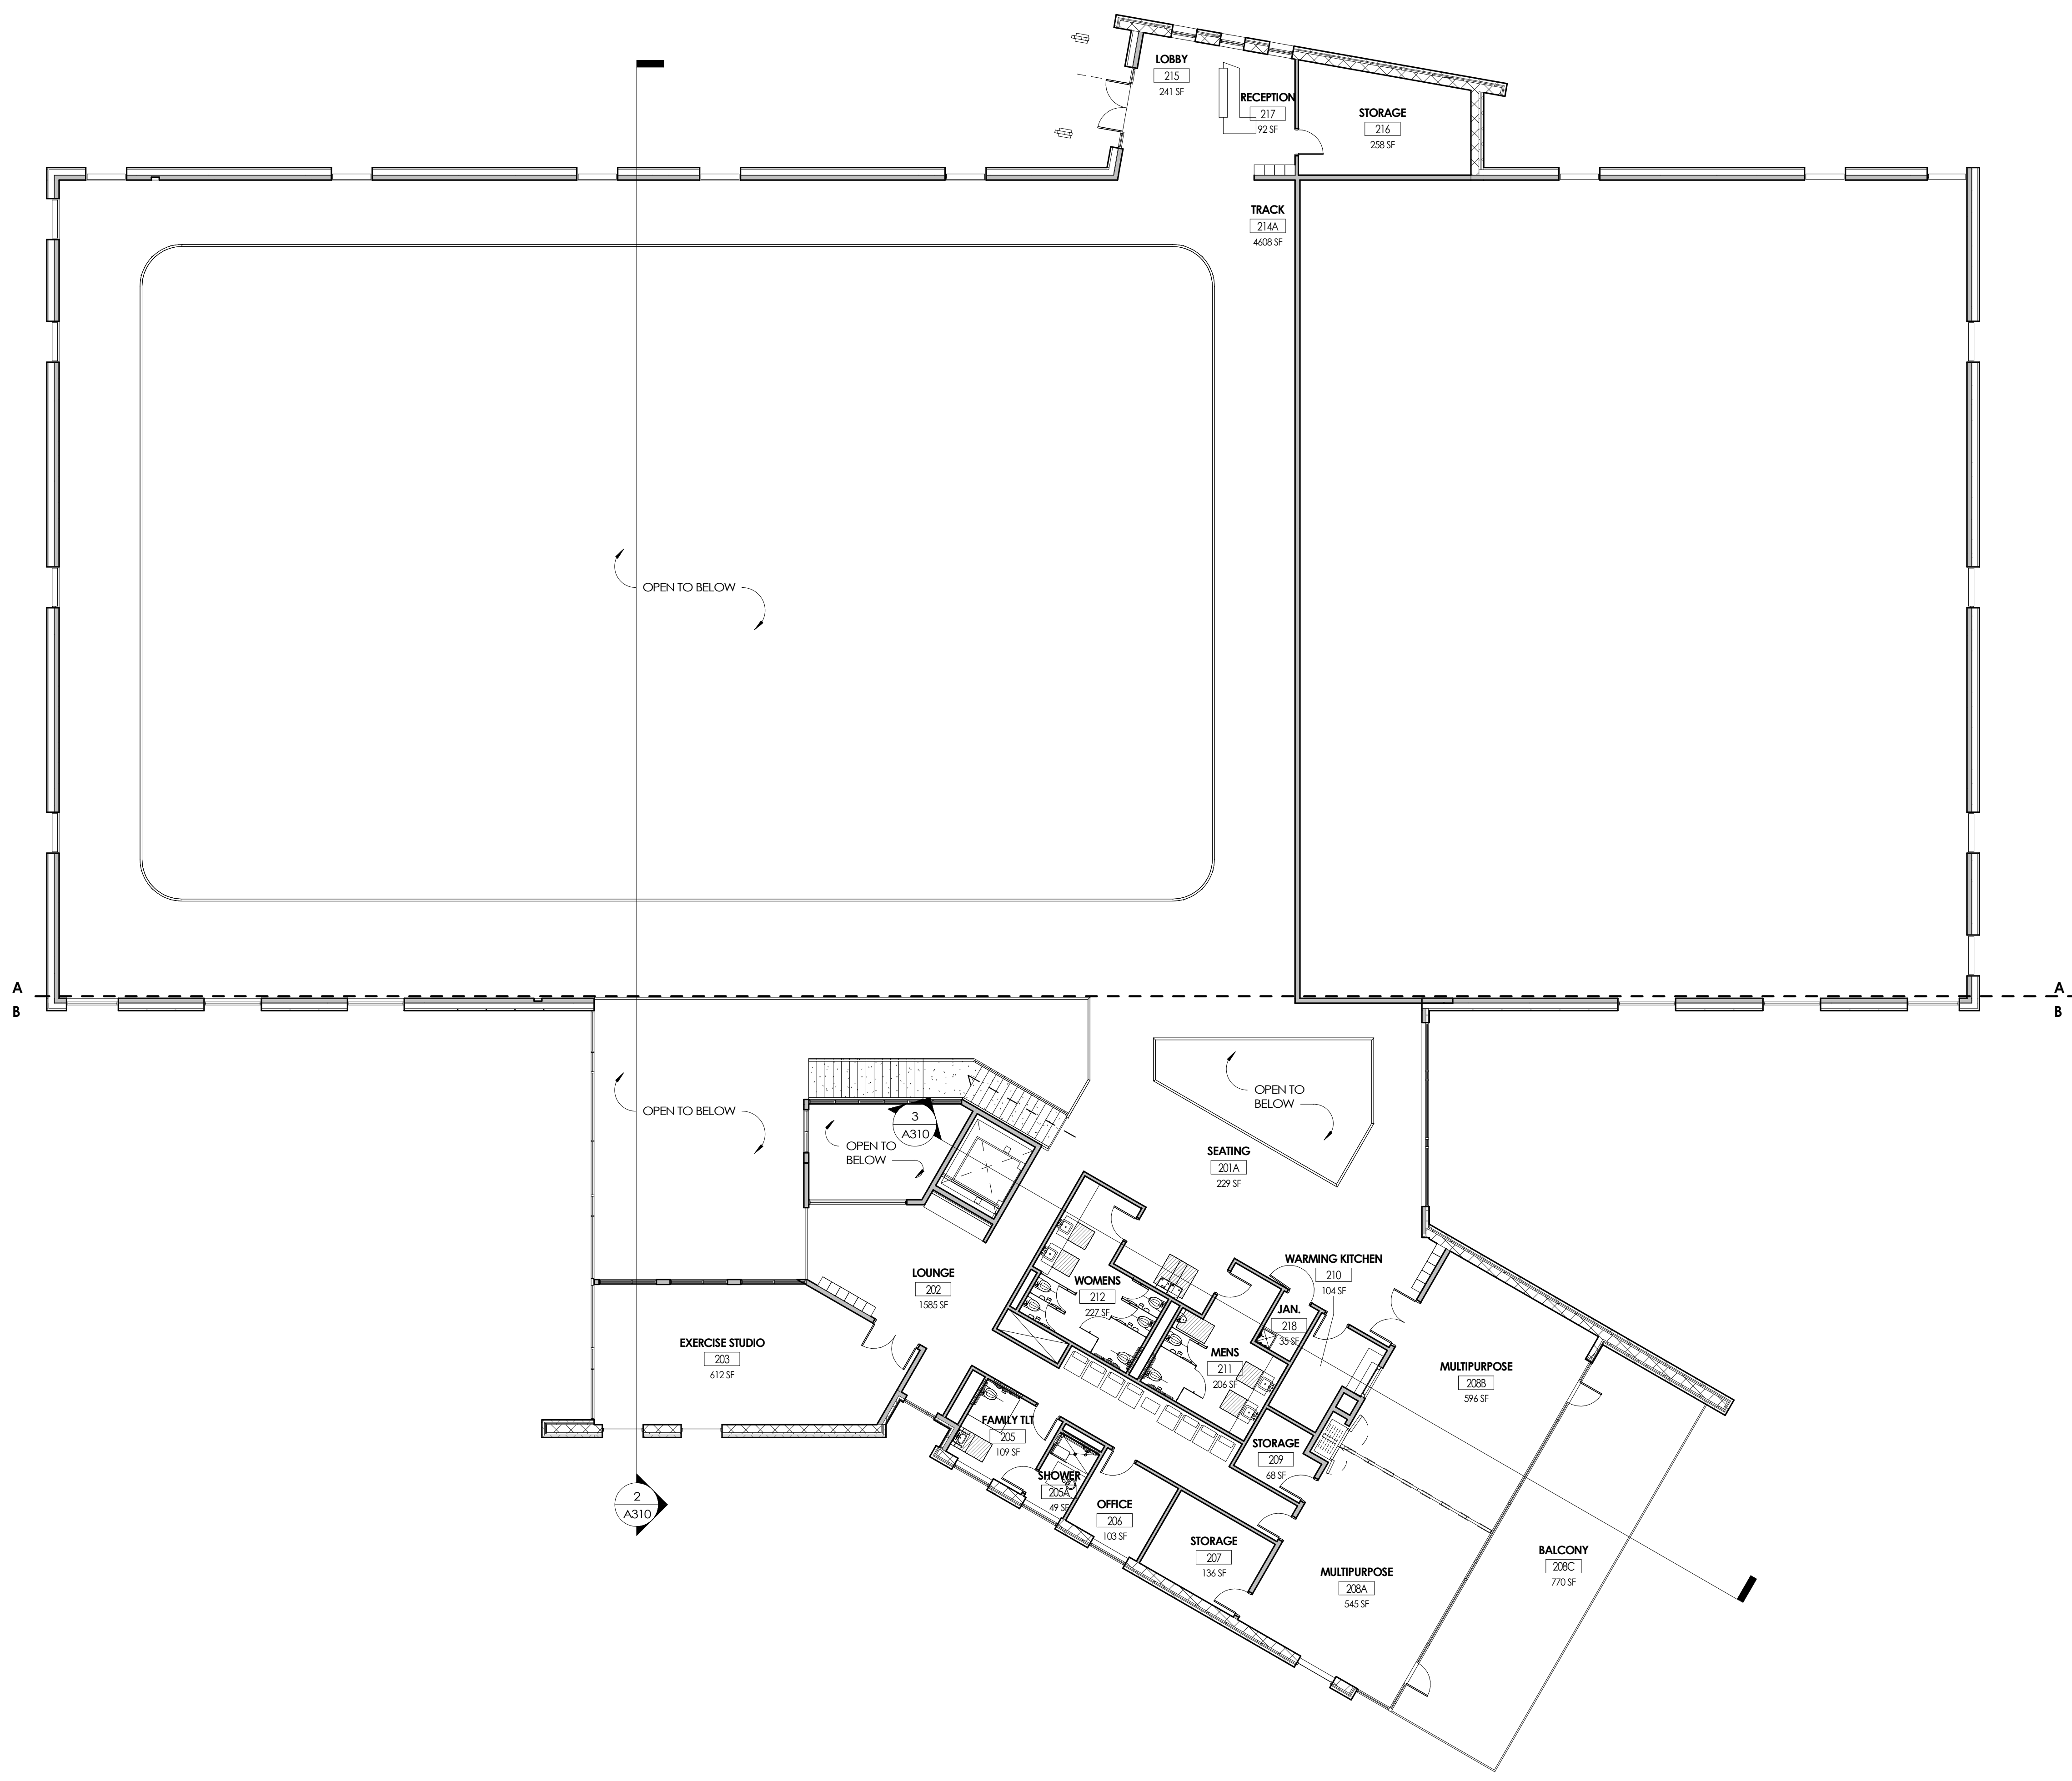 LOBBY
215
241 SF
RECEPTION
217
92 SF
STORAGE
216
258 SF
TRACK
214A
4608 SF
OPEN TO BELOW
A
B
A
B
OPEN TO BELOW
3
A310
OPEN TO
BELOW
OPEN TO
BELOW
SEATING
201A
229 SF
LOUNGE
202
1585 SF
WOMENS
212
227 SF
WARMING KITCHEN
210
104 SF
JAN.
218
35 SF
EXERCISE STUDIO
203
612 SF
MENS
211
206 SF
MULTIPURPOSE
208B
596 SF
FAMILY TLT
205
109 SF
STORAGE
209
68 SF
SHOWER
205A
49 SF
2
A310
OFFICE
206
103 SF
STORAGE
207
136 SF
MULTIPURPOSE
208A
545 SF
BALCONY
208C
770 SF